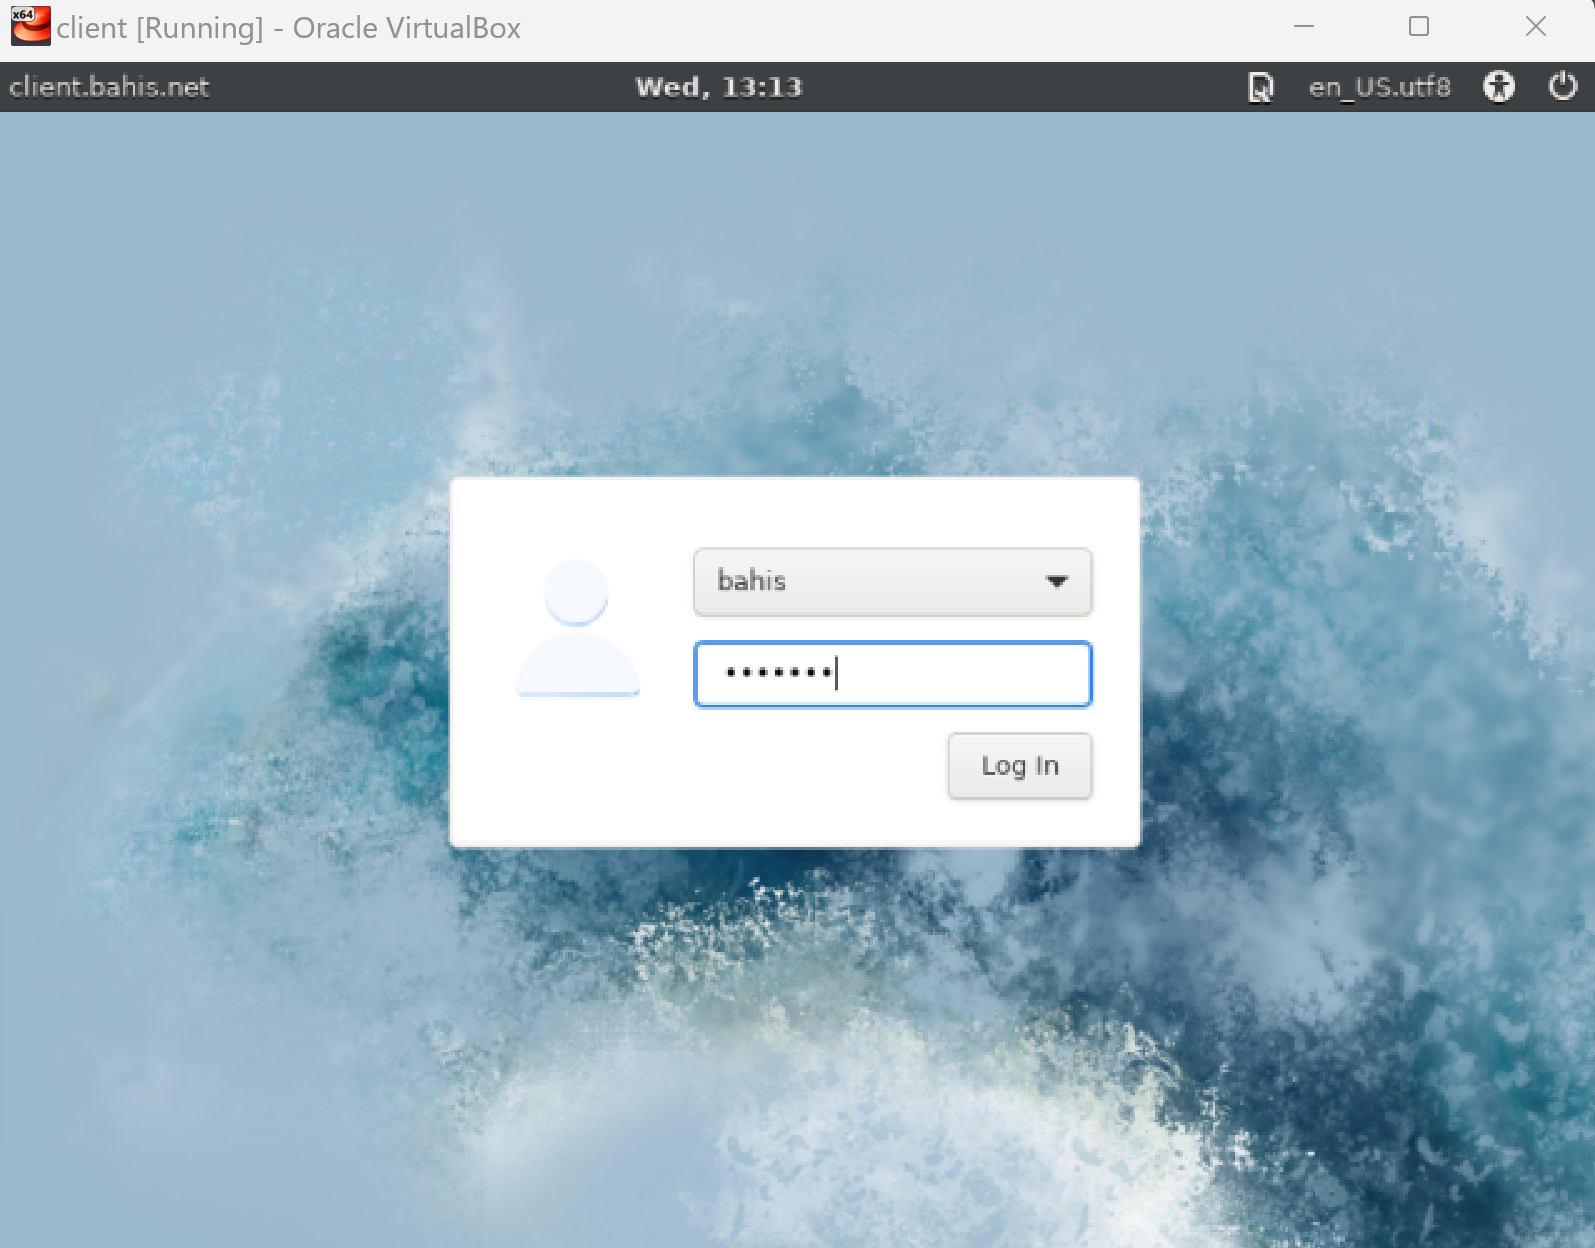 x64
client [Running] - Oracle VirtualBox
client.bahis.net Wed, 13:13 en_US.utf8
bahis
•••••••
Log In